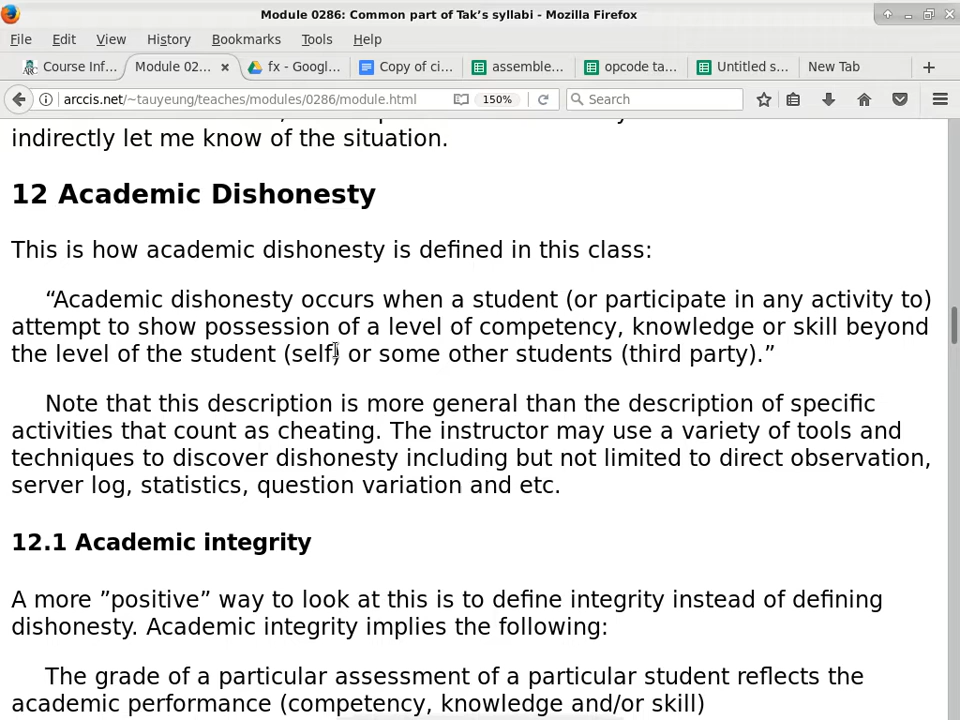 Module 0286: Common part of Tak's syllabi - Mozilla Firefox
File Edit View History Bookmarks Tools Help
Course Inf... Module 02... fx - Googl... Copy of ci... assemble... opcode ta... Untitled s... New Tab
arccis.net/~tauyeung/teaches/modules/0286/module.html 150% Search
indirectly let me know of the situation.
12 Academic Dishonesty
This is how academic dishonesty is defined in this class:
“Academic dishonesty occurs when a student (or participate in any activity to)
attempt to show possession of a level of competency, knowledge or skill beyond
the level of the student (self) or some other students (third party).”
Note that this description is more general than the description of specific
activities that count as cheating. The instructor may use a variety of tools and
techniques to discover dishonesty including but not limited to direct observation,
server log, statistics, question variation and etc.
12.1 Academic integrity
A more ”positive” way to look at this is to define integrity instead of defining
dishonesty. Academic integrity implies the following:
The grade of a particular assessment of a particular student reflects the
academic performance (competency, knowledge and/or skill)